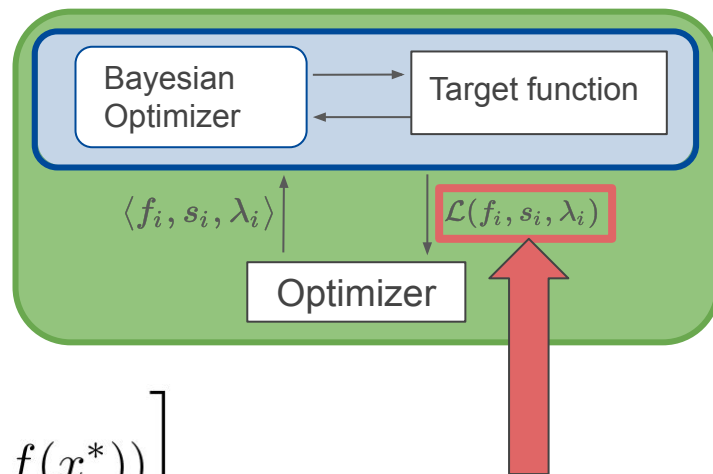 Bayesian
Optimizer
Target function
⟨f_i, s_i, λ_i⟩
ℒ(f_i, s_i, λ_i)
Optimizer
f(x*))]